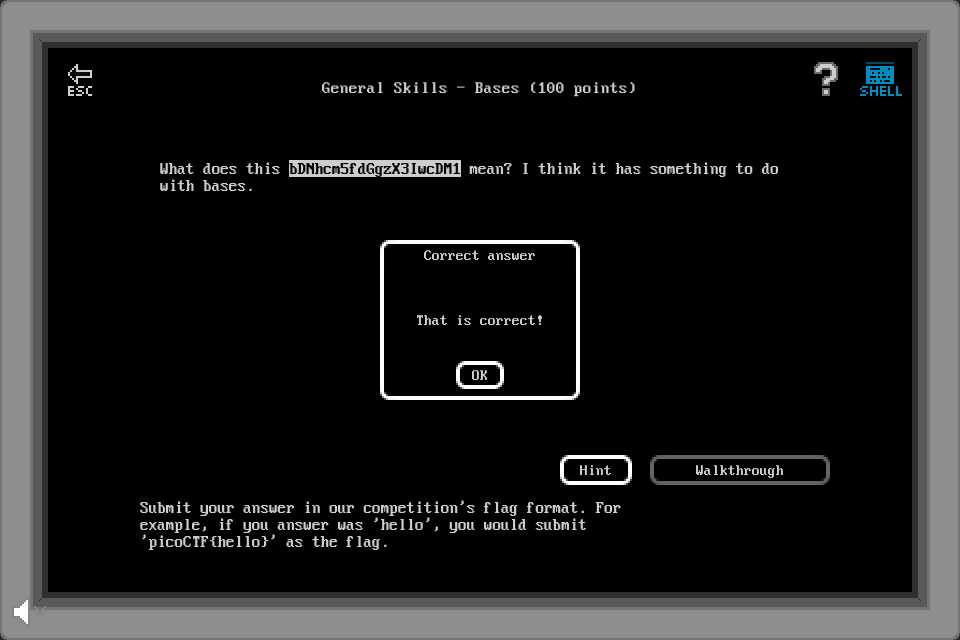 ESC
General Skills - Bases (100 points)
?
SHELL
What does this bDNhcm5fdGgzX3IwcDM1 mean? I think it has something to do
with bases.
Correct answer
That is correct!
OK
Hint
Walkthrough
Submit your answer in our competition's flag format. For
example, if you answer was 'hello', you would submit
'picoCTF{hello}' as the flag.